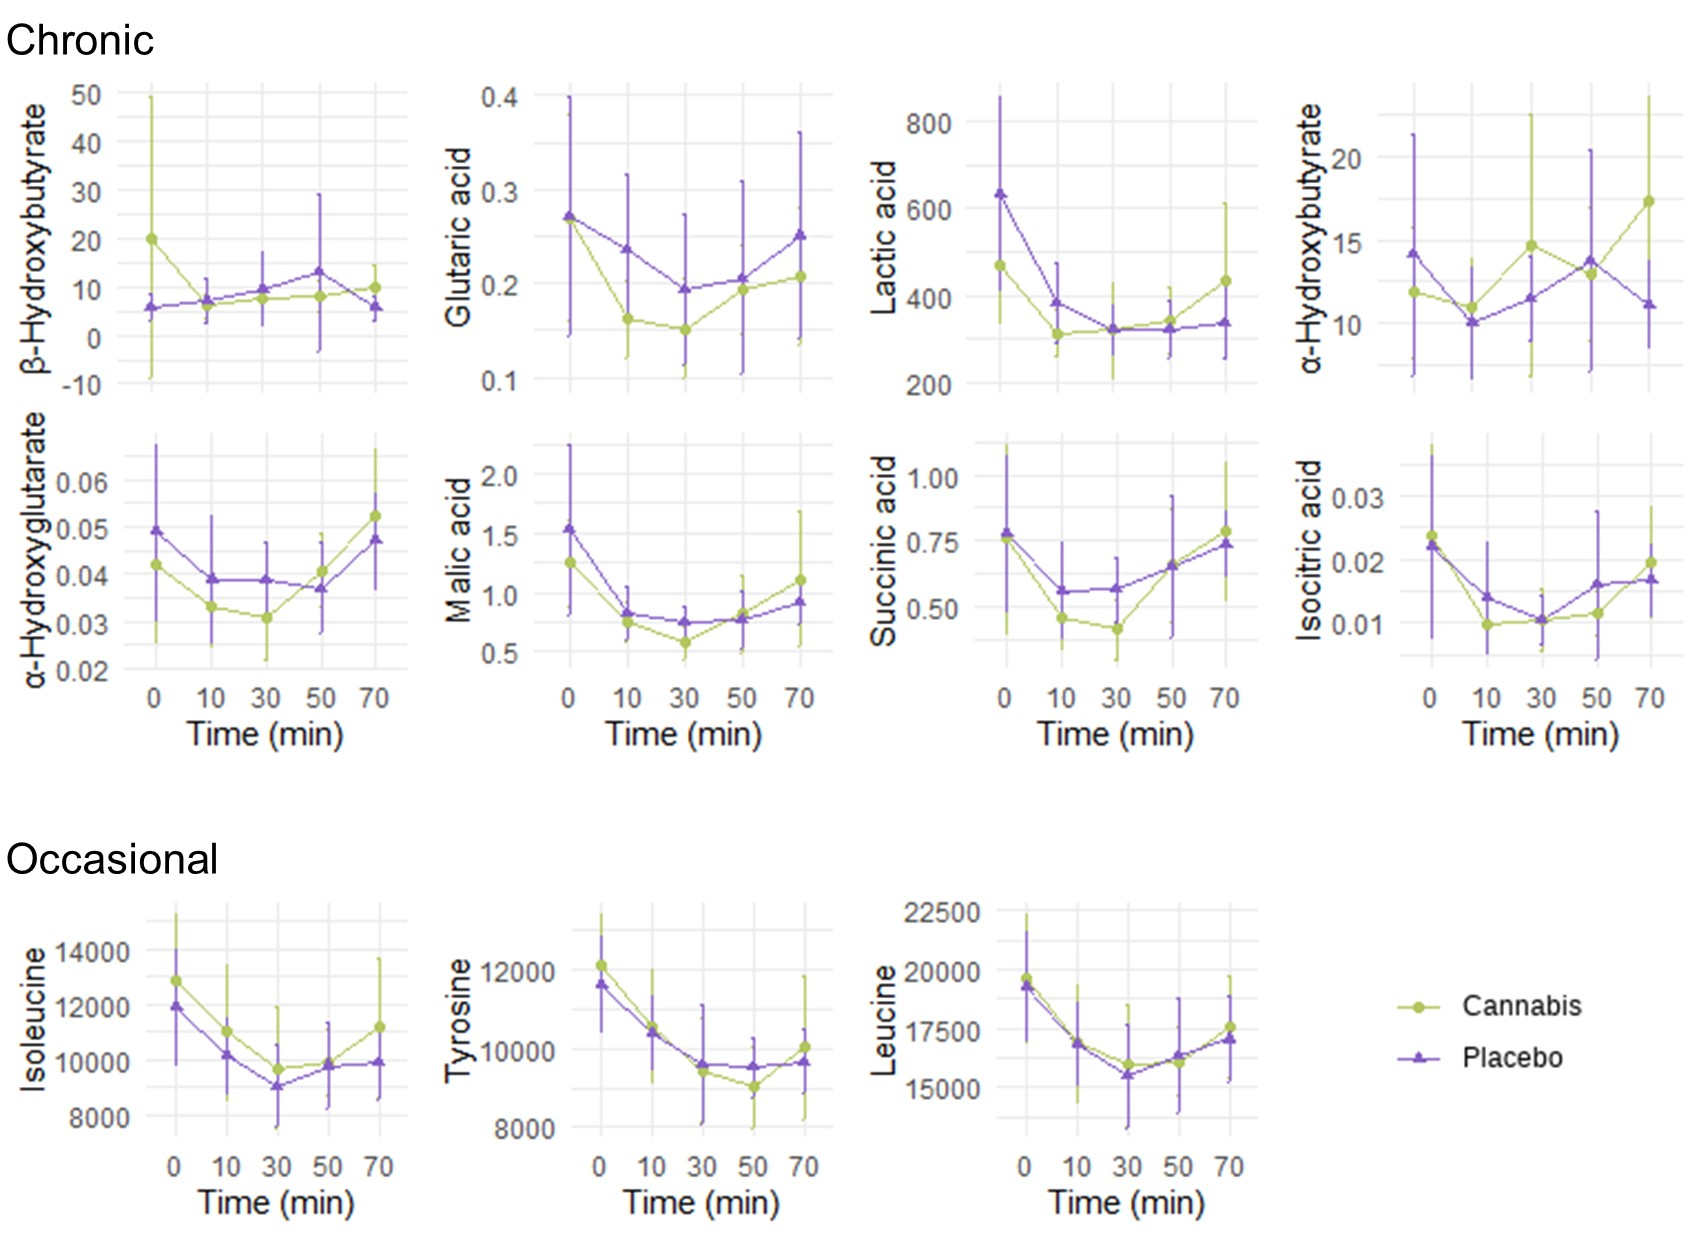 Chronic
β-Hydroxybutyrate
50
40
30
20
10
0
-10
Glutaric acid
0.4
0.3
0.2
0.1
Lactic acid
800
600
400
200
α-Hydroxybutyrate
20
15
10
α-Hydroxyglutarate
0.06
0.05
0.04
0.03
0.02
0 10 30 50 70
Time (min)
Malic acid
2.0
1.5
1.0
0.5
0 10 30 50 70
Time (min)
Succinic acid
1.00
0.75
0.50
0 10 30 50 70
Time (min)
Isocitric acid
0.03
0.02
0.01
0 10 30 50 70
Time (min)
Occasional
Isoleucine
14000
12000
10000
8000
0 10 30 50 70
Time (min)
Tyrosine
12000
10000
8000
0 10 30 50 70
Time (min)
Leucine
22500
20000
17500
15000
0 10 30 50 70
Time (min)
Cannabis
Placebo